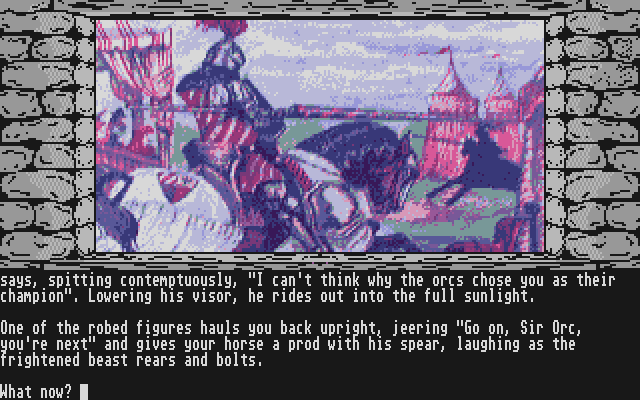 says, spitting contemptuously, "I can't think why the orcs chose you as their
champion". Lowering his visor, he rides out into the full sunlight.
One of the robed figures hauls you back upright, jeering "Go on, Sir Orc,
you're next" and gives your horse a prod with his spear, laughing as the
frightened beast rears and bolts.
What now?